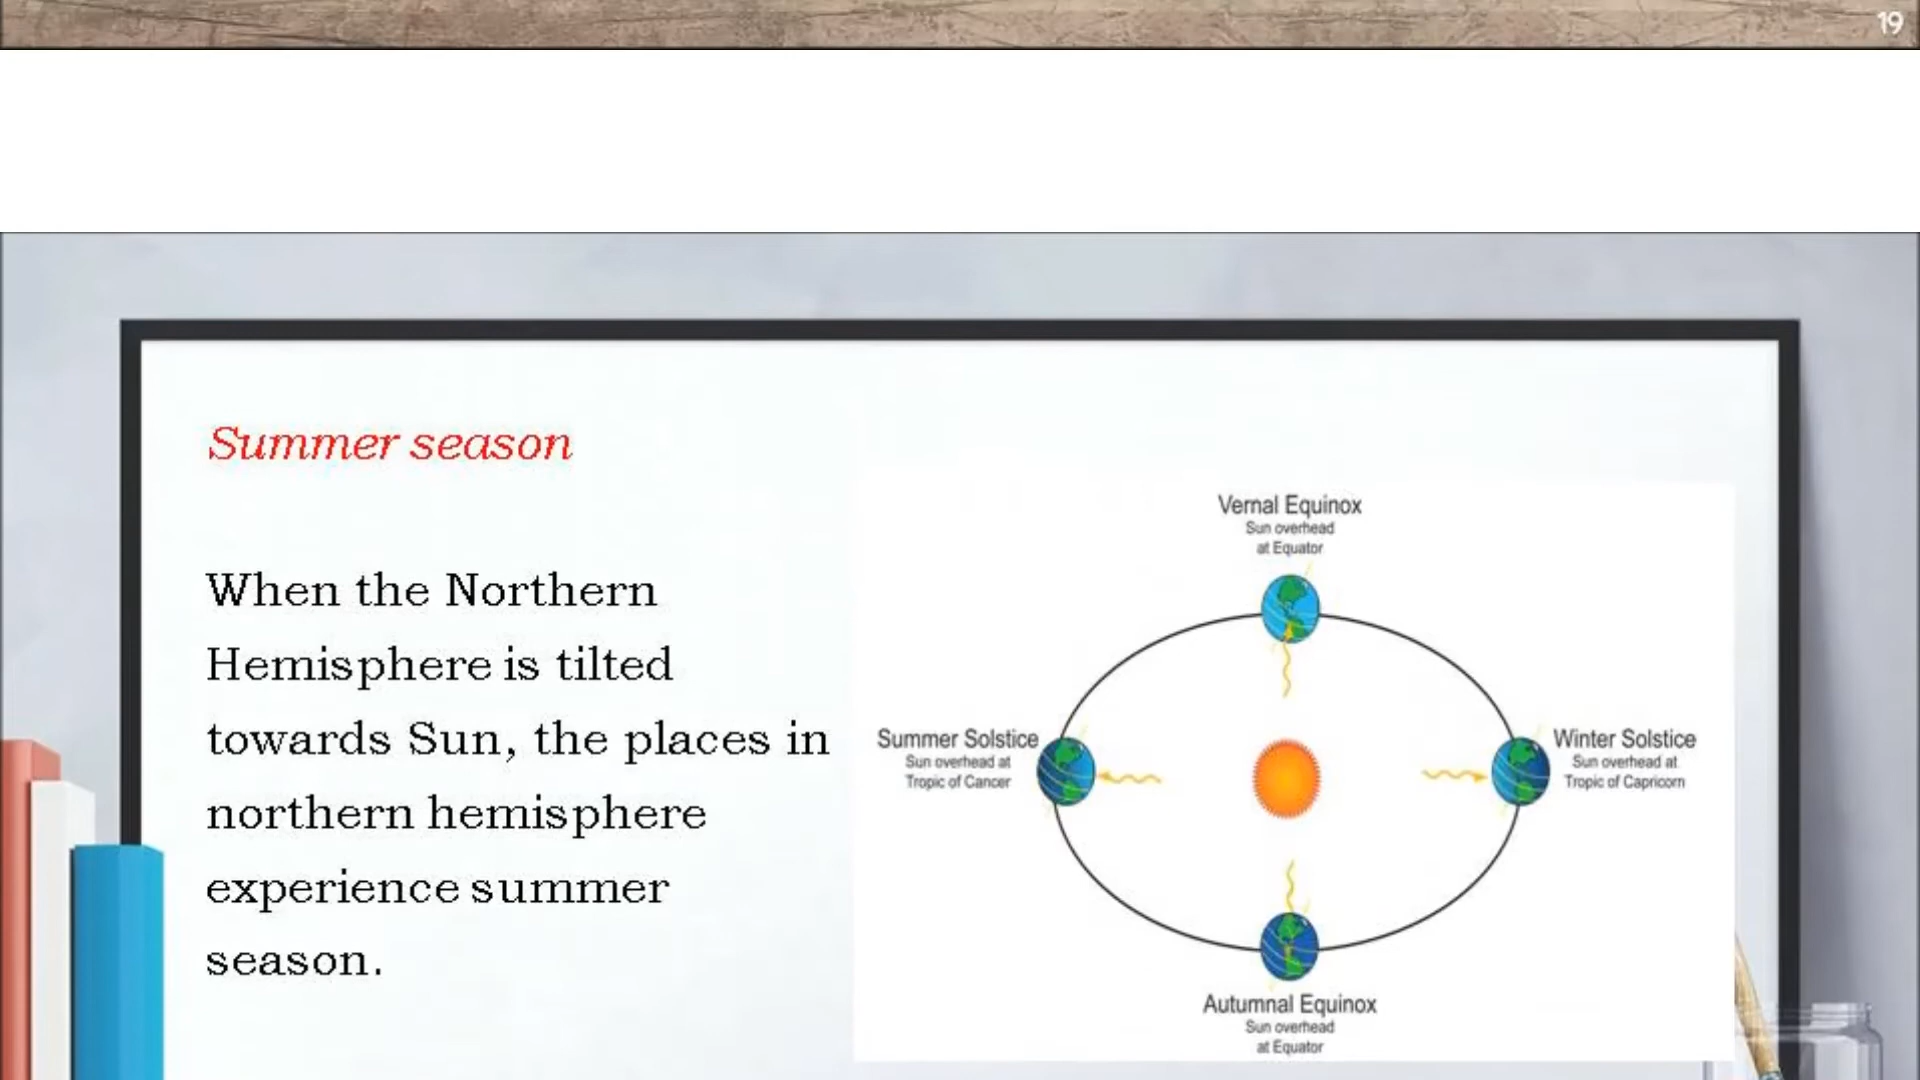 19
Summer season
When the Northern
Hemisphere is tilted
towards Sun, the places in
northern hemisphere
experience summer
season.
Vernal Equinox
Sun overhead
at Equator
Summer Solstice
Sun overhead at
Tropic of Cancer
Winter Solstice
Sun overhead at
Tropic of Capricorn
Autumnal Equinox
Sun overhead
at Equator